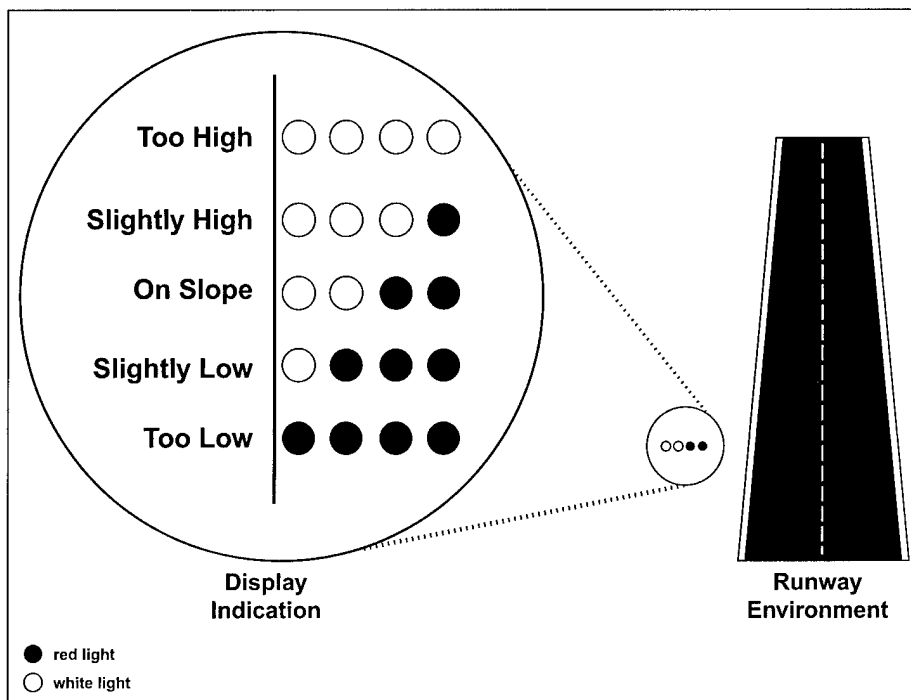 Too High
Slightly High
On Slope
Slightly Low
Too Low
Display
Indication
Runway
Environment
red light
white light